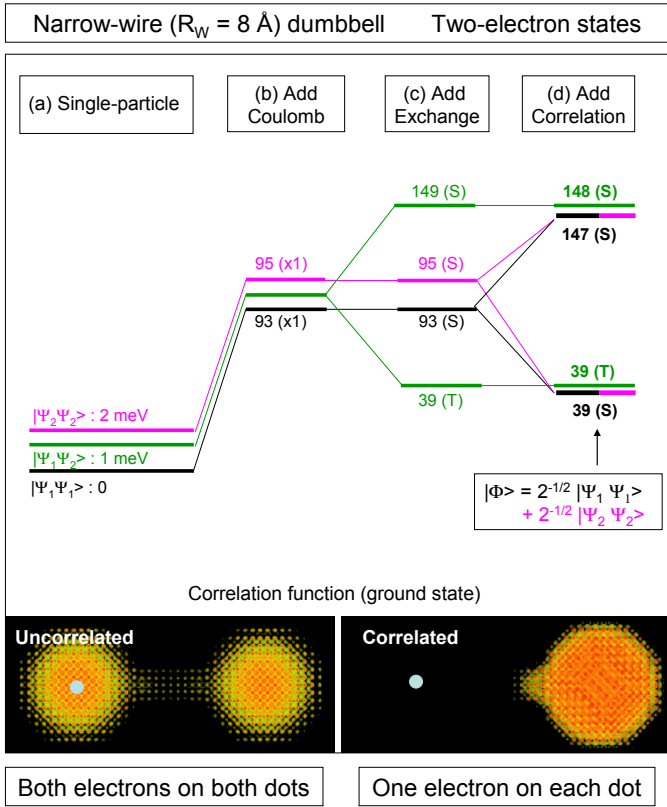 Narrow-wire (R_W = 8 Å) dumbbell Two-electron states
(a) Single-particle
(b) Add
Coulomb
(c) Add
Exchange
(d) Add
Correlation
149 (S)
148 (S)
147 (S)
95 (x1)
95 (S)
93 (x1)
93 (S)
39 (T)
39 (T)
39 (S)
|Ψ₂Ψ₂> : 2 meV
|Ψ₁Ψ₂> : 1 meV
|Ψ₁Ψ₁> : 0
|Φ> = 2^-1/2 |Ψ₁ Ψ₁>
+ 2^-1/2 |Ψ₂ Ψ₂>
Correlation function (ground state)
Uncorrelated
Correlated
Both electrons on both dots
One electron on each dot